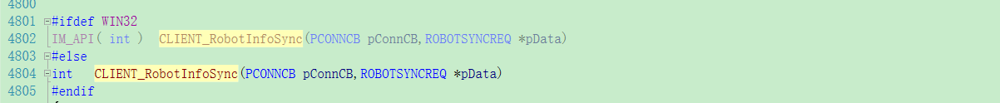 4800
4801 #ifdef WIN32
4802 IM_API( int ) CLIENT_RobotInfoSync(PCONNCB pConnCB,ROBOTSYNCREQ *pData)
4803 #else
4804 int CLIENT_RobotInfoSync(PCONNCB pConnCB,ROBOTSYNCREQ *pData)
4805 #endif